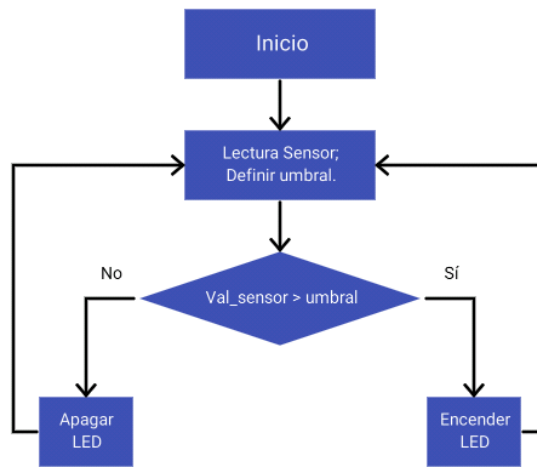 Inicio
Lectura Sensor;
Definir umbral.
No
Sí
Val_sensor > umbral
Apagar
LED
Encender
LED